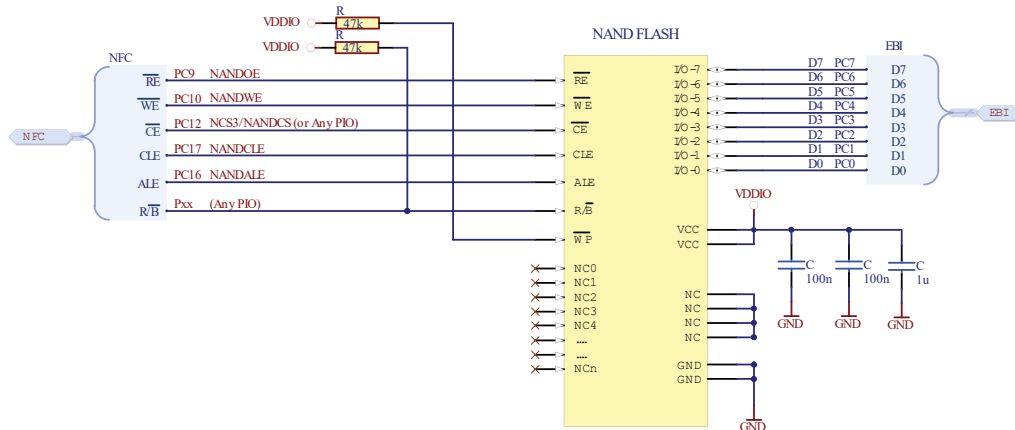 R
VDDIO 47k
R
VDDIO 47k
NAND FLASH
NFC
EBI
NFC
RE PC9 NANDOE RE
WE PC10 NANDWE WE
CE PC12 NCS3/NANDCS (or Any PIO) CE
CLE PC17 NANDCLE CLE
ALE PC16 NANDALE ALE
R/B Pxx (Any PIO) R/B
WP
NC0
NC1
NC2
NC3
NC4
....
....
NCn
I/O-7 D7 PC7 D7
I/O-6 D6 PC6 D6
I/O-5 D5 PC5 D5
I/O-4 D4 PC4 D4
I/O-3 D3 PC3 D3
I/O-2 D2 PC2 D2
I/O-1 D1 PC1 D1
I/O-0 D0 PC0 D0
EBI
VDDIO
VCC
VCC
C
100n
C
100n
C
1u
GND
GND
GND
NC
NC
NC
NC
GND
GND
GND